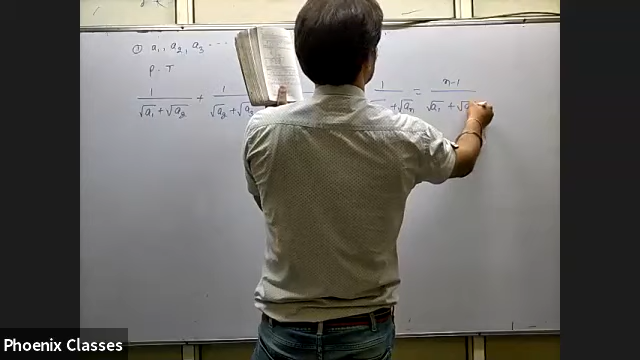 ① a₁, a₂, a₃ ...
P. T
1/(√a₁ + √a₂) + 1/(√a₂ + √a₃ 1/( + √aₙ) = (n-1)/(√a₁ + √a
Phoenix Classes